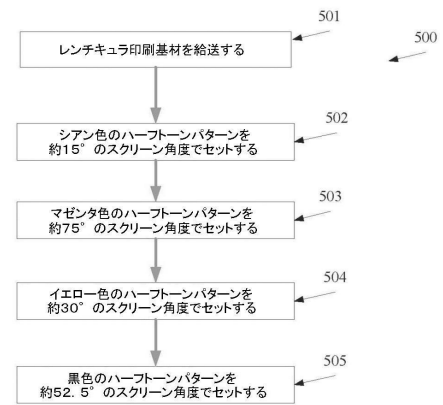 501
500
レンチキュラ印刷基材を給送する
502
シアン色のハーフトーンパターンを
約15°のスクリーン角度でセットする
503
マゼンタ色のハーフトーンパターンを
約75°のスクリーン角度でセットする
504
イエロー色のハーフトーンパターンを
約30°のスクリーン角度でセットする
505
黒色のハーフトーンパターンを
約52.5°のスクリーン角度でセットする